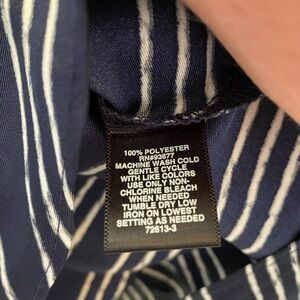 100% POLYESTER
RN#93677
MACHINE WASH COLD
GENTLE CYCLE
WITH LIKE COLORS
USE ONLY NON-
CHLORINE BLEACH
WHEN NEEDED
TUMBLE DRY LOW
IRON ON LOWEST
SETTING AS NEEDED
72613-3